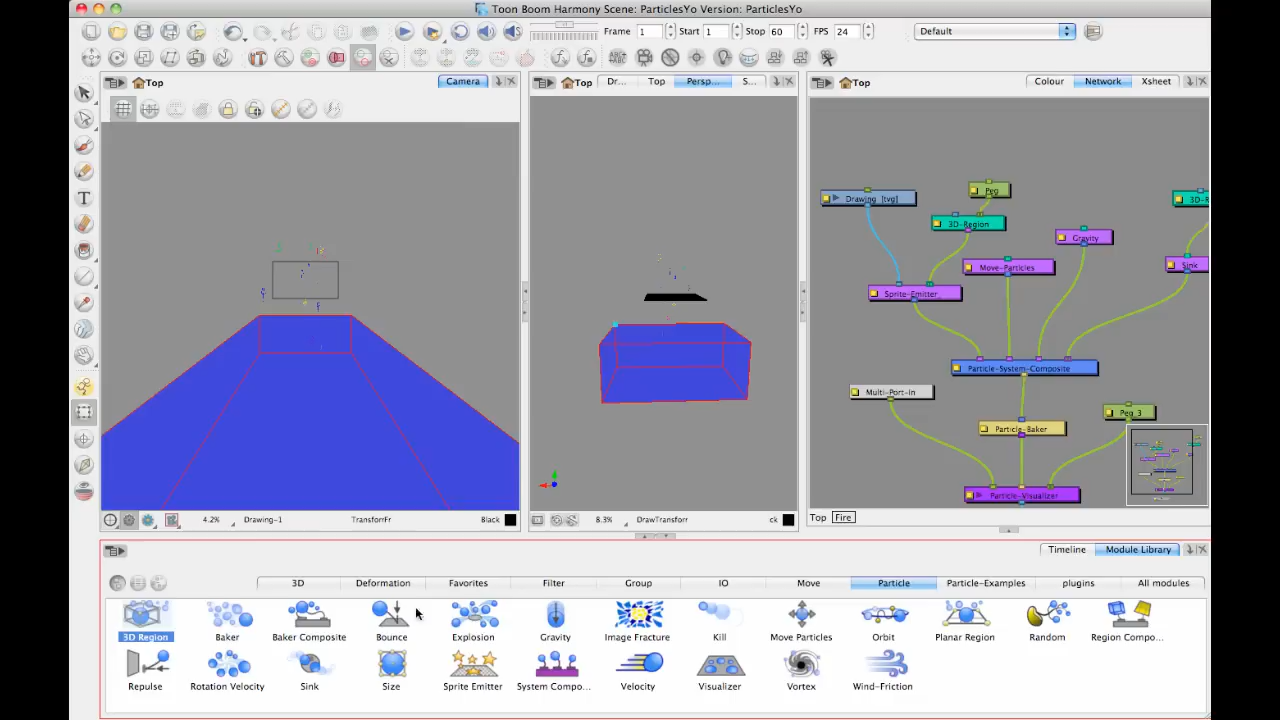 Toon Boom Harmony Scene: ParticlesYo Version: ParticlesYo
Frame 1 Start 1 Stop 60 FPS 24 Default
Top Camera
Top Dr... Top Persp... S...
Top Colour Network Xsheet
T
Drawing [tvg]
Peg
3D-Region
3D-R
Gravity
Move-Particles
Sink
Sprite-Emitter
Particle-System-Composite
Multi-Port-In
Peg_3
Particle-Baker
Particle-Visualizer
4.2% Drawing-1 TransformFr Black
8.3% DrawTransforr ck
Top Fire
Timeline Module Library
3D Deformation Favorites Filter Group IO Move Particle Particle-Examples plugins All modules
3D Region Baker Baker Composite Bounce Explosion Gravity Image Fracture Kill Move Particles Orbit Planar Region Random Region Compo...
Repulse Rotation Velocity Sink Size Sprite Emitter System Compo... Velocity Visualizer Vortex Wind-Friction